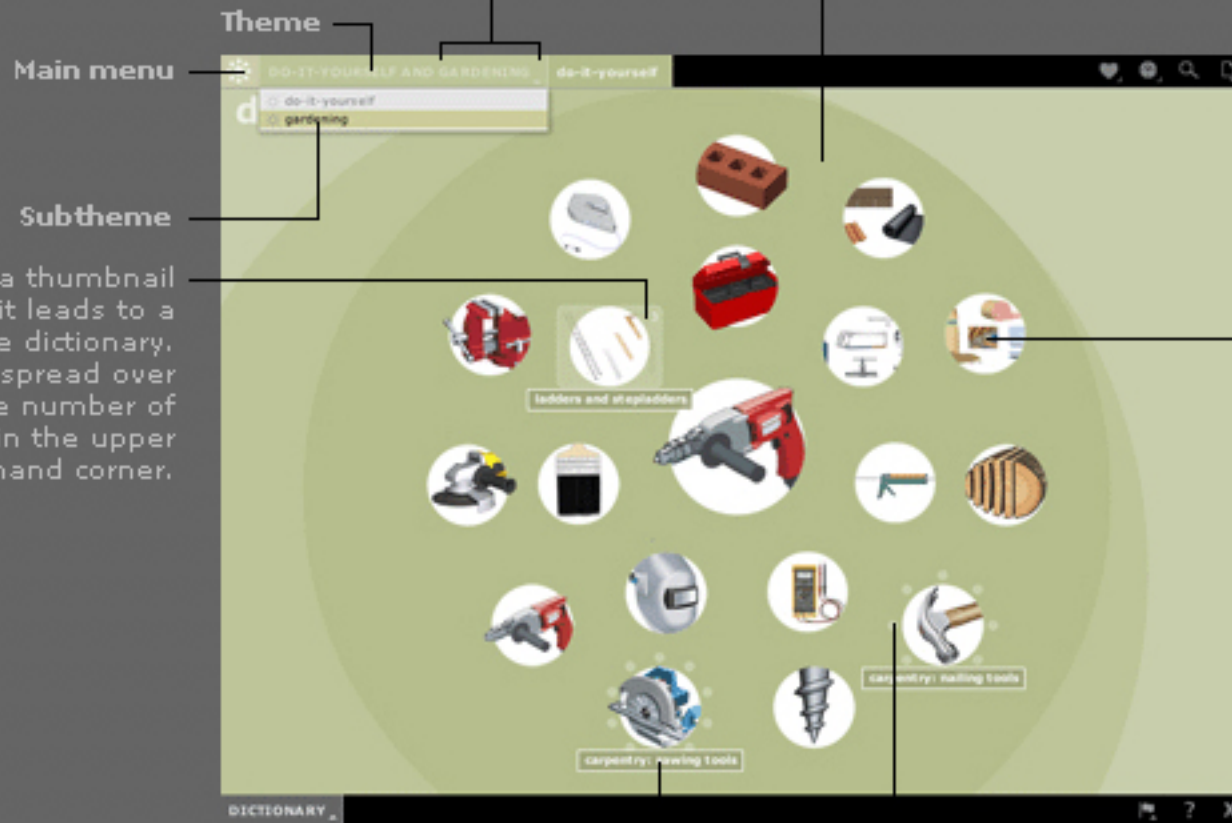 Theme
Main menu
DO-IT-YOURSELF AND GARDENING
do-it-yourself
do-it-yourself
gardening
d
Subtheme
a thumbnail
it leads to a
e dictionary.
spread over
e number of
in the upper
hand corner.
ladders and stepladders
carpentry: nailing tools
carpentry: sawing tools
DICTIONARY
?